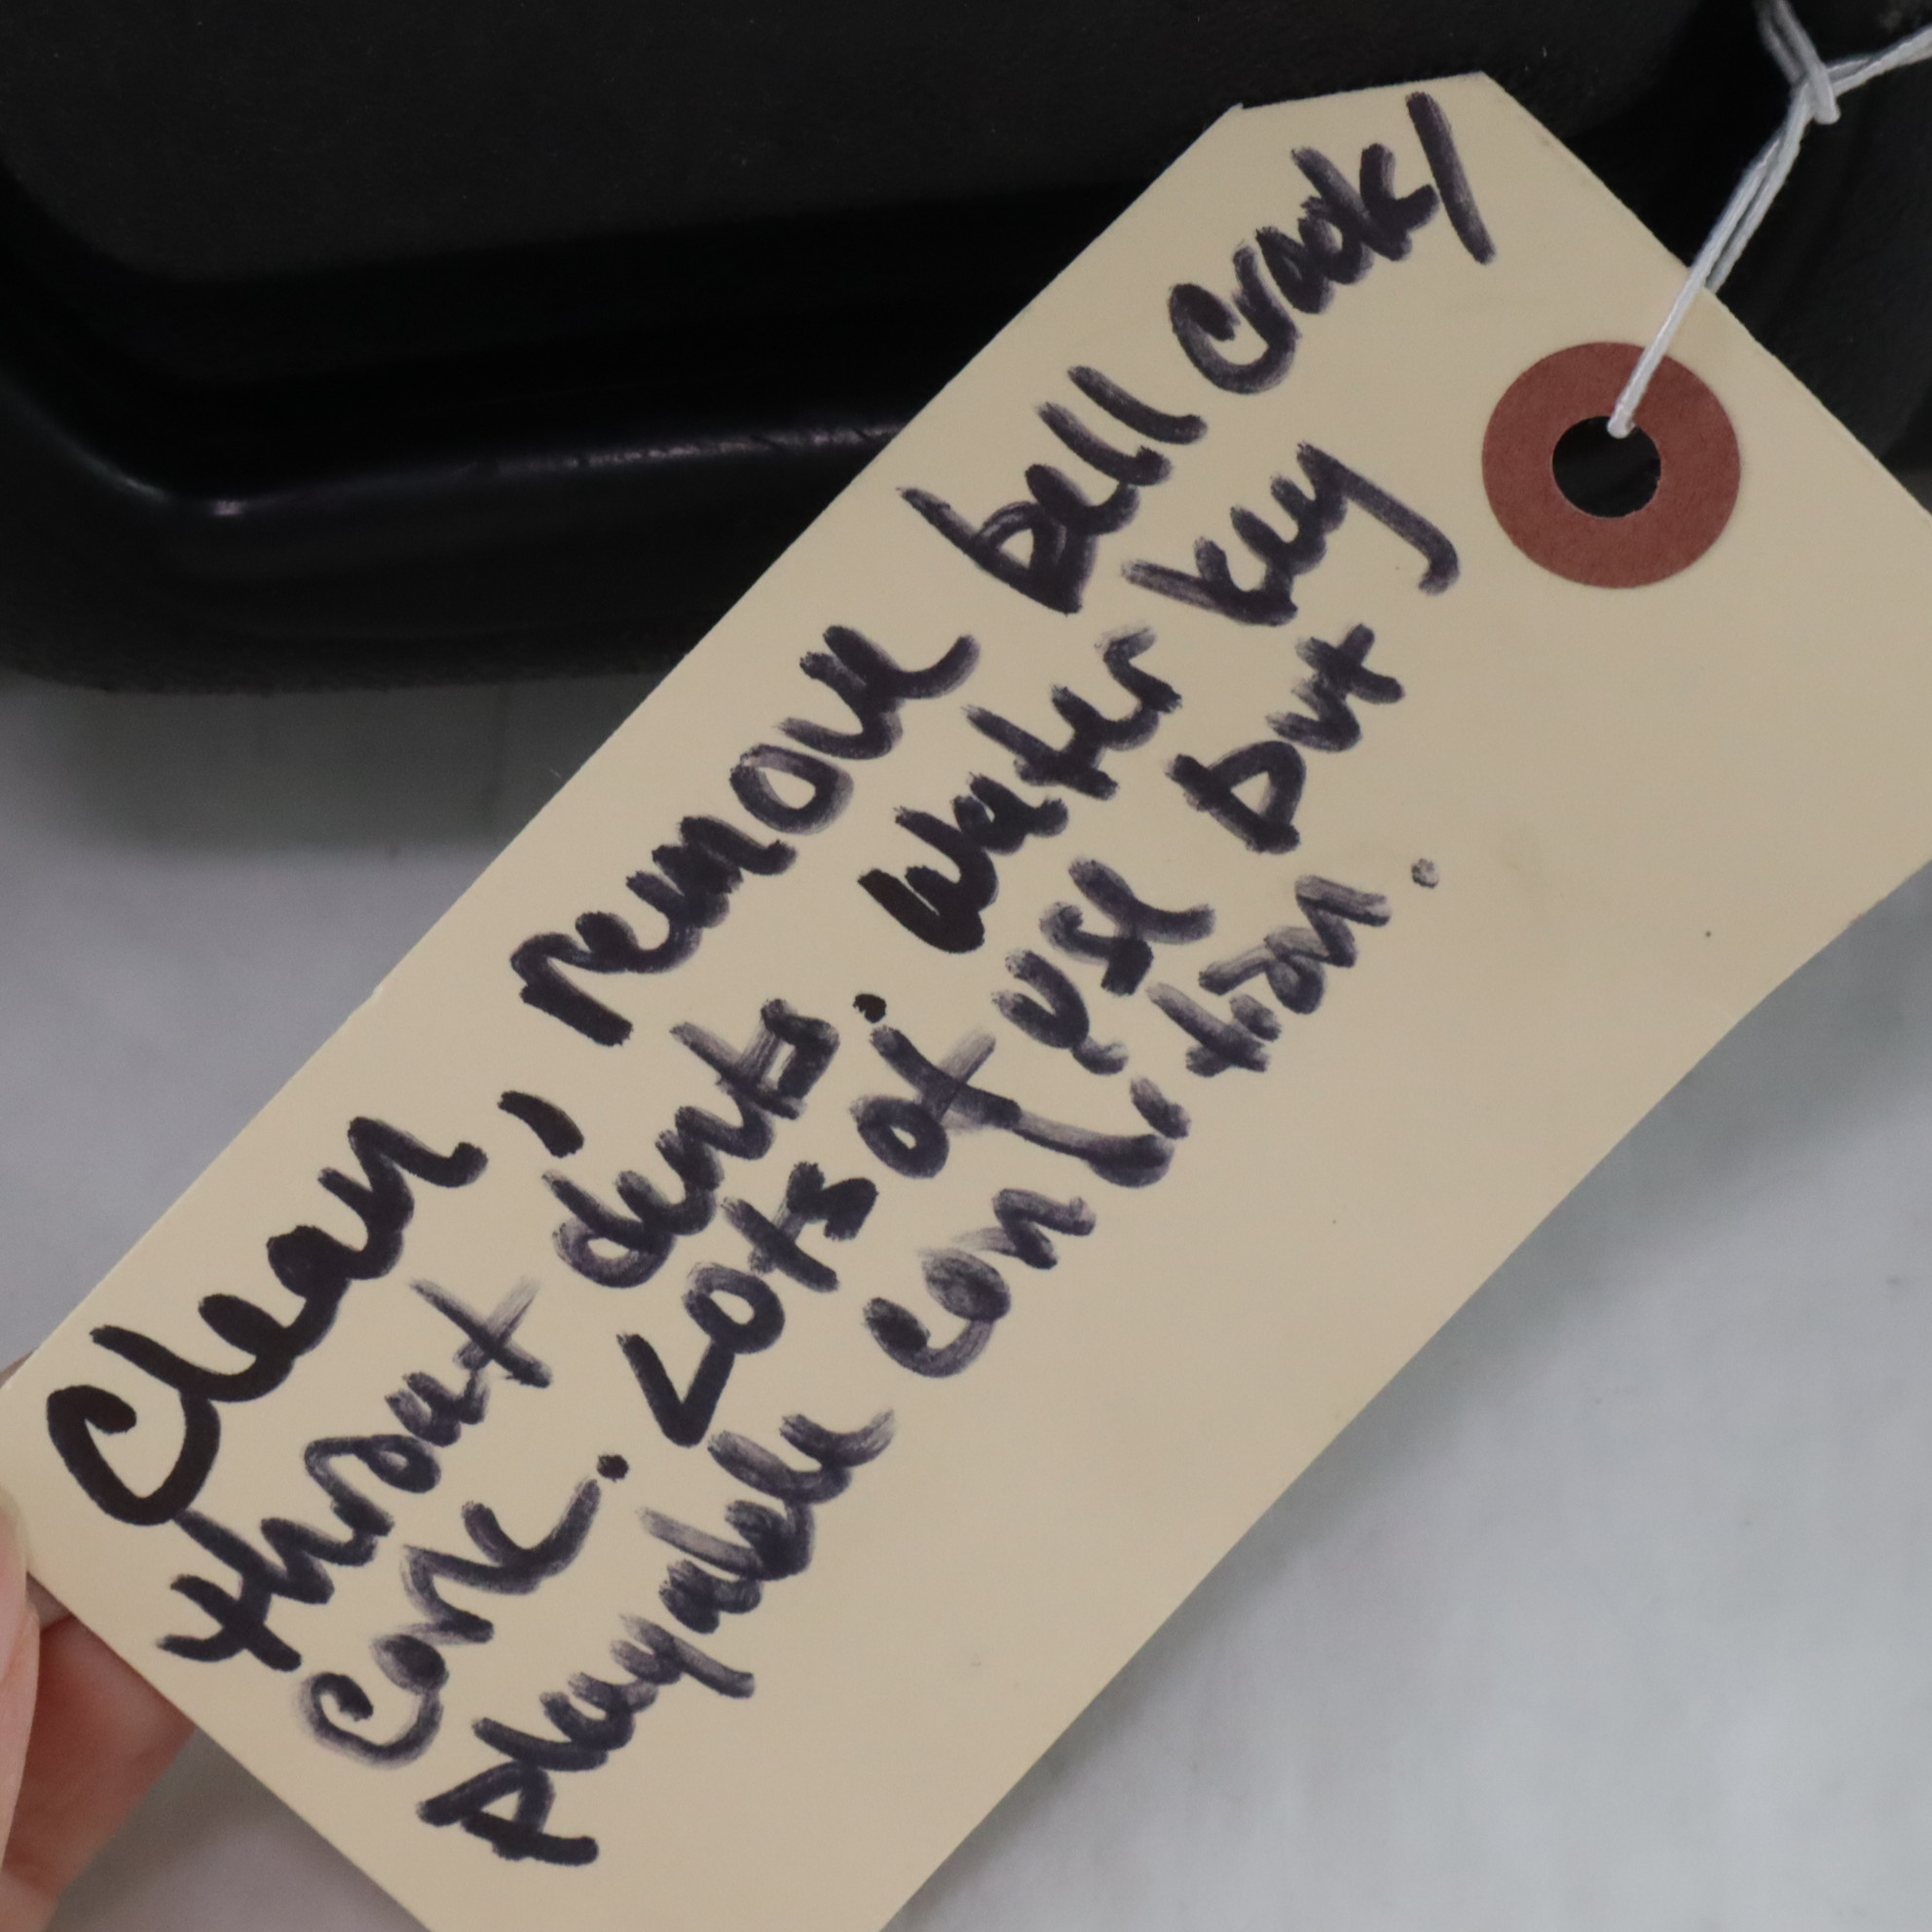 Clean, remove bell crook/
throat dents. Water key
cork. Lots of use but
playable condition.